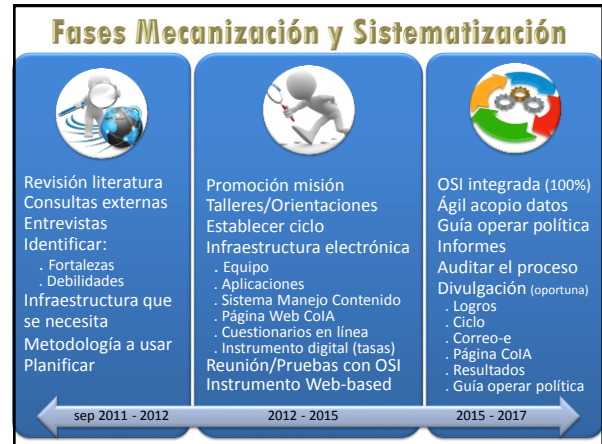 Fases Mecanización y Sistematización
Revisión literatura
Consultas externas
Entrevistas
Identificar:
. Fortalezas
. Debilidades
Infraestructura que
se necesita
Metodología a usar
Planificar
Promoción misión
Talleres/Orientaciones
Establecer ciclo
Infraestructura electrónica
. Equipo
. Aplicaciones
. Sistema Manejo Contenido
. Página Web CoIA
. Cuestionarios en línea
. Instrumento digital (tasas)
Reunión/Pruebas con OSI
Instrumento Web-based
OSI integrada (100%)
Ágil acopio datos
Guía operar política
Informes
Auditar el proceso
Divulgación (oportuna)
. Logros
. Ciclo
. Correo-e
. Página CoIA
. Resultados
. Guía operar política
sep 2011 - 2012
2012 - 2015
2015 - 2017